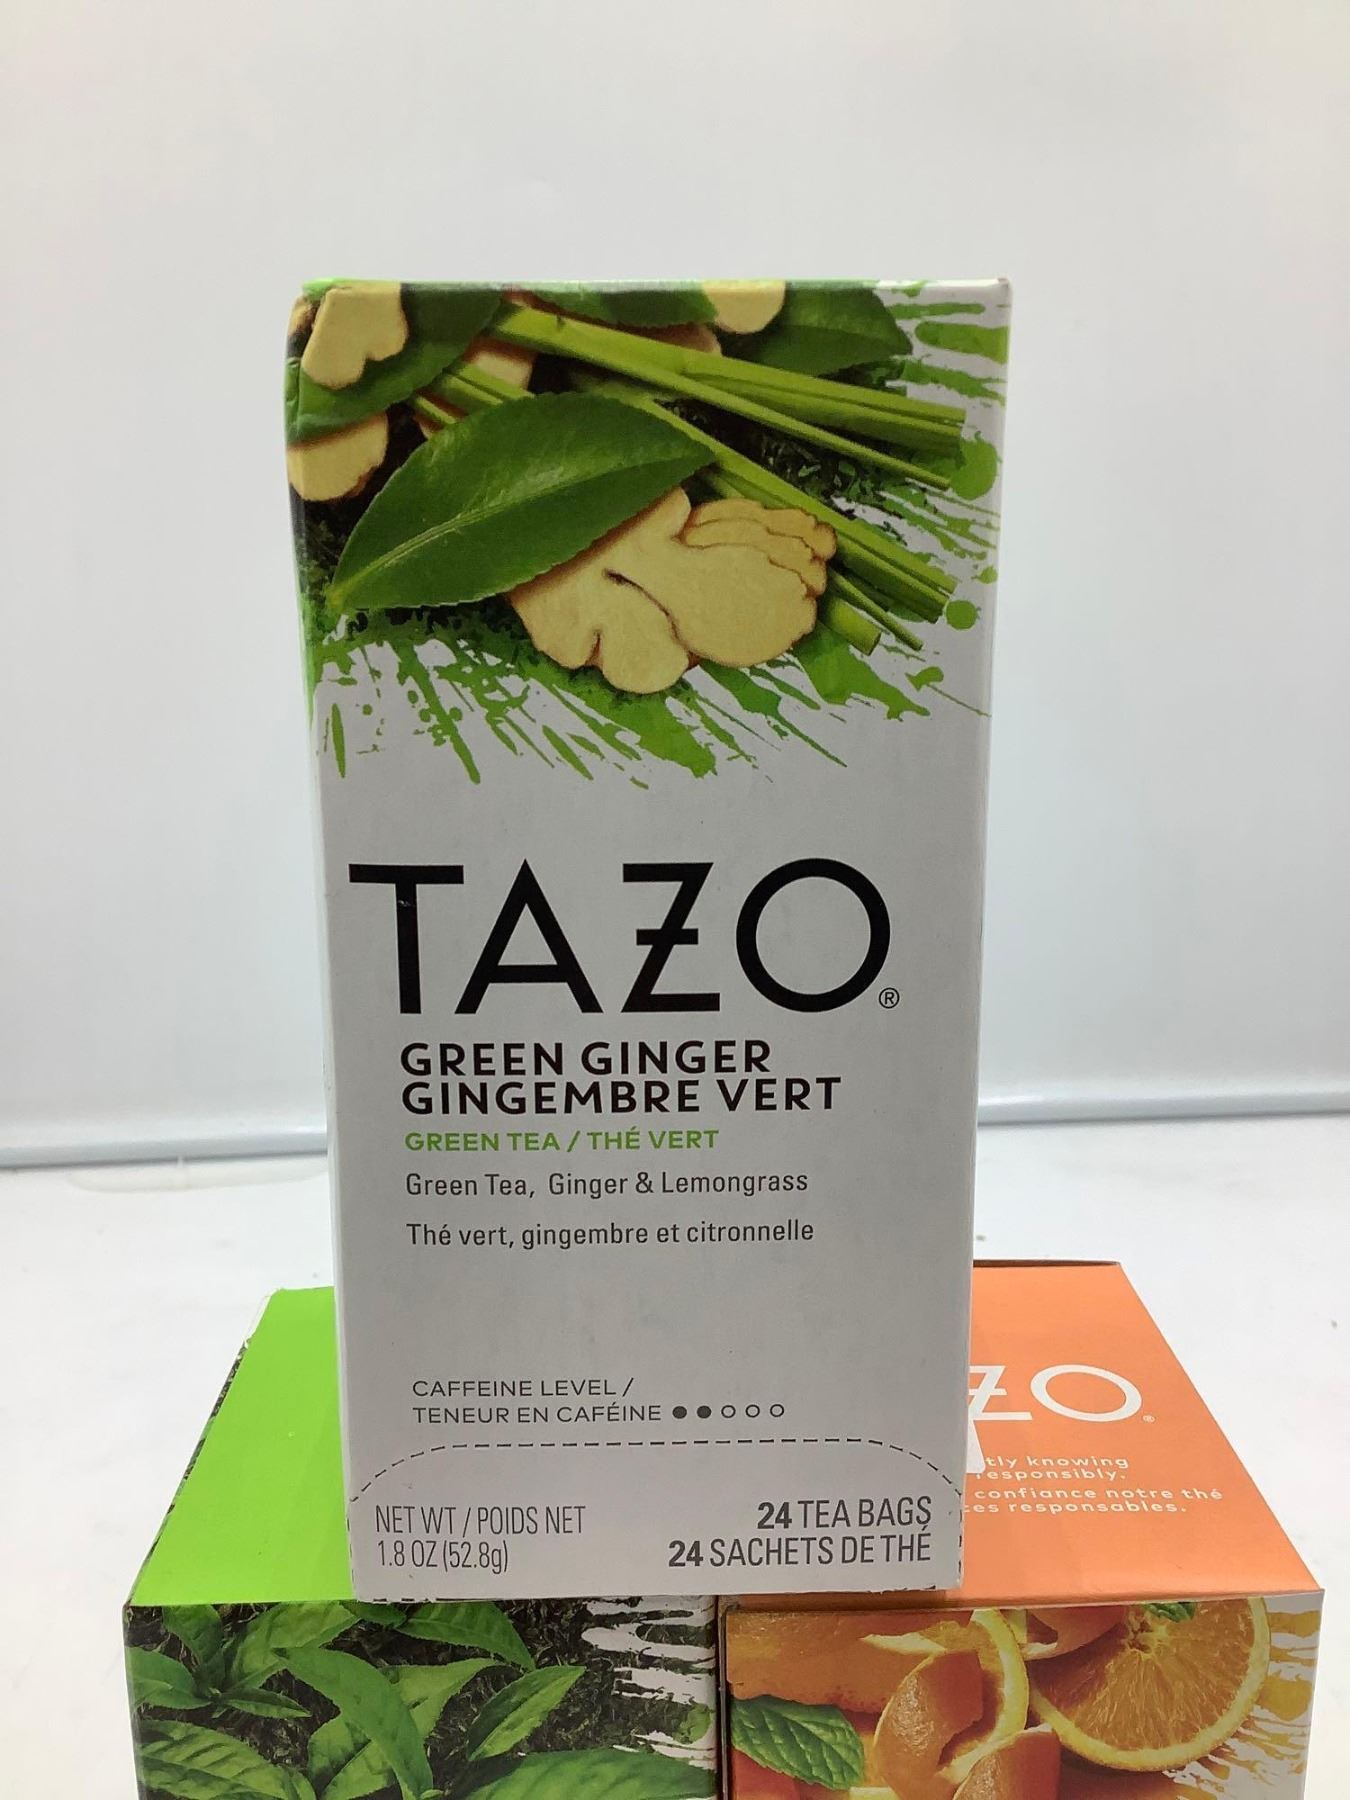 TAZO®
GREEN GINGER
GINGEMBRE VERT
GREEN TEA / THÉ VERT
Green Tea, Ginger & Lemongrass
Thé vert, gingembre et citronnelle
CAFFEINE LEVEL /
TENEUR EN CAFÉINE
NET WT / POIDS NET
1.8 OZ (52.8g)
24 TEA BAGS
24 SACHETS DE THÉ
ZO®
knowing
responsibly.
confiance notre thé
responsables.